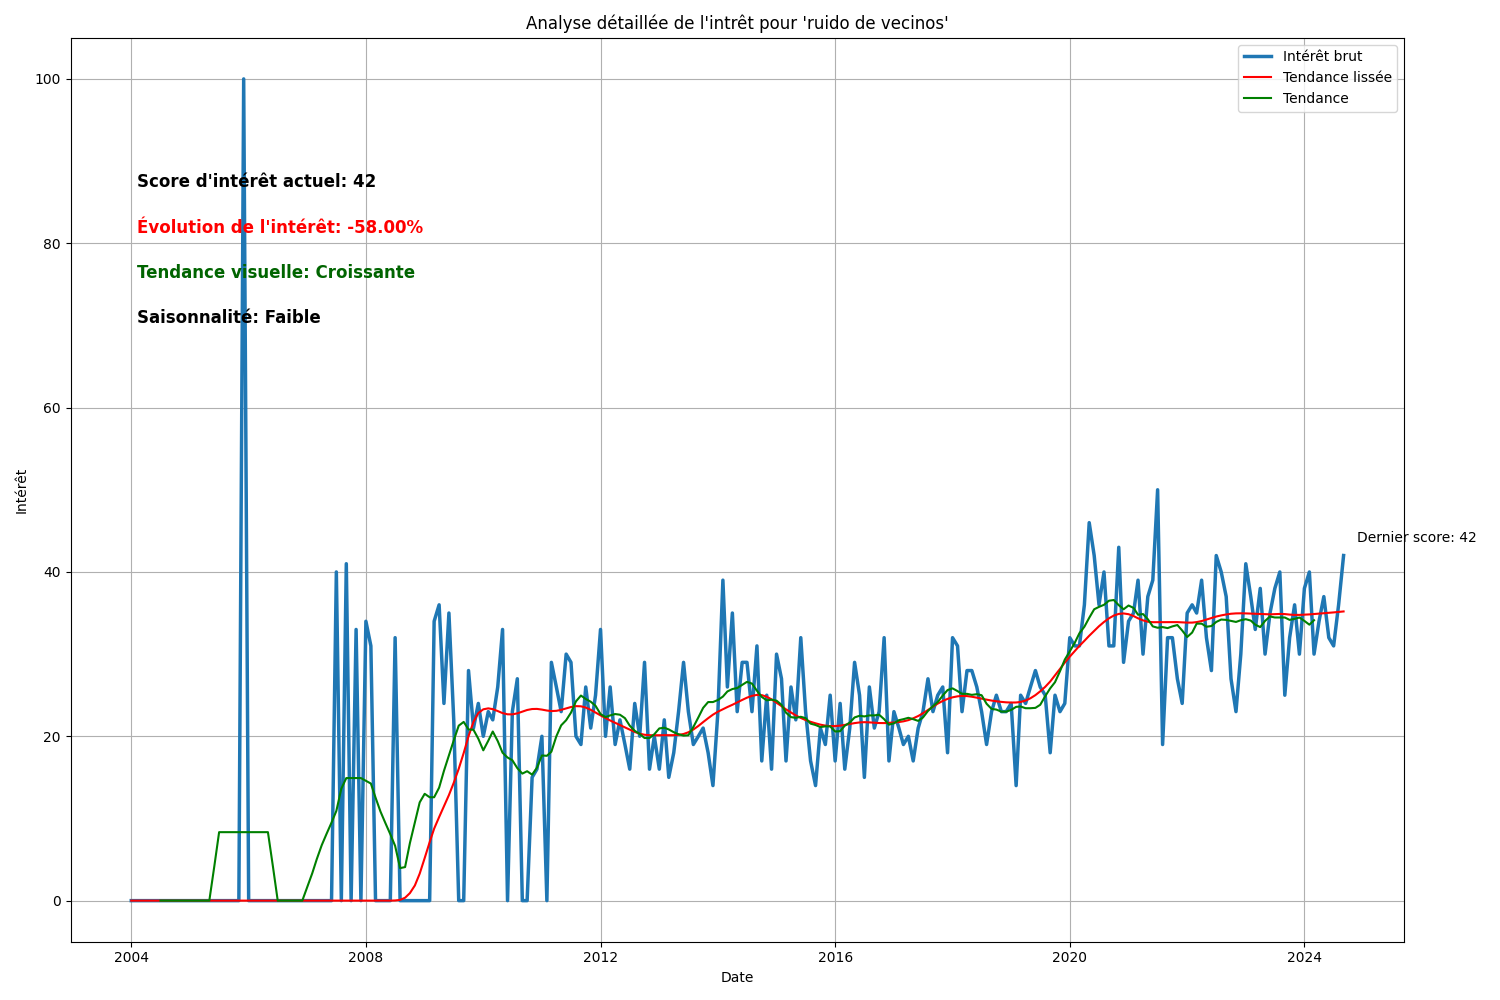 Analyse détaillée de l'intrêt pour 'ruido de vecinos'
Intérêt brut
Tendance lissée
Tendance
Score d'intérêt actuel: 42
Évolution de l'intérêt: -58.00%
Tendance visuelle: Croissante
Saisonnalité: Faible
Dernier score: 42
Intérêt
100
80
60
40
20
0
2004
2008
2012
2016
2020
2024
Date